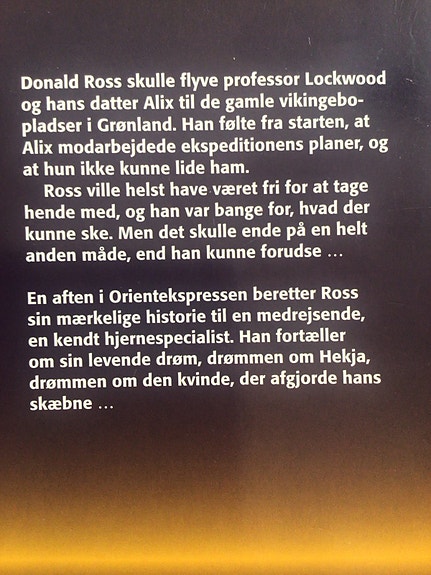 Donald Ross skulle flyve professor Lockwood
og hans datter Alix til de gamle vikingebo-
pladser i Grønland. Han følte fra starten, at
Alix modarbejdede ekspeditionens planer, og
at hun ikke kunne lide ham.
Ross ville helst have været fri for at tage
hende med, og han var bange for, hvad der
kunne ske. Men det skulle ende på en helt
anden måde, end han kunne forudse ...
En aften i Orientekspressen beretter Ross
sin mærkelige historie til en medrejsende,
en kendt hjernespecialist. Han fortæller
om sin levende drøm, drømmen om Hekja,
drømmen om den kvinde, der afgjorde hans
skæbne ...